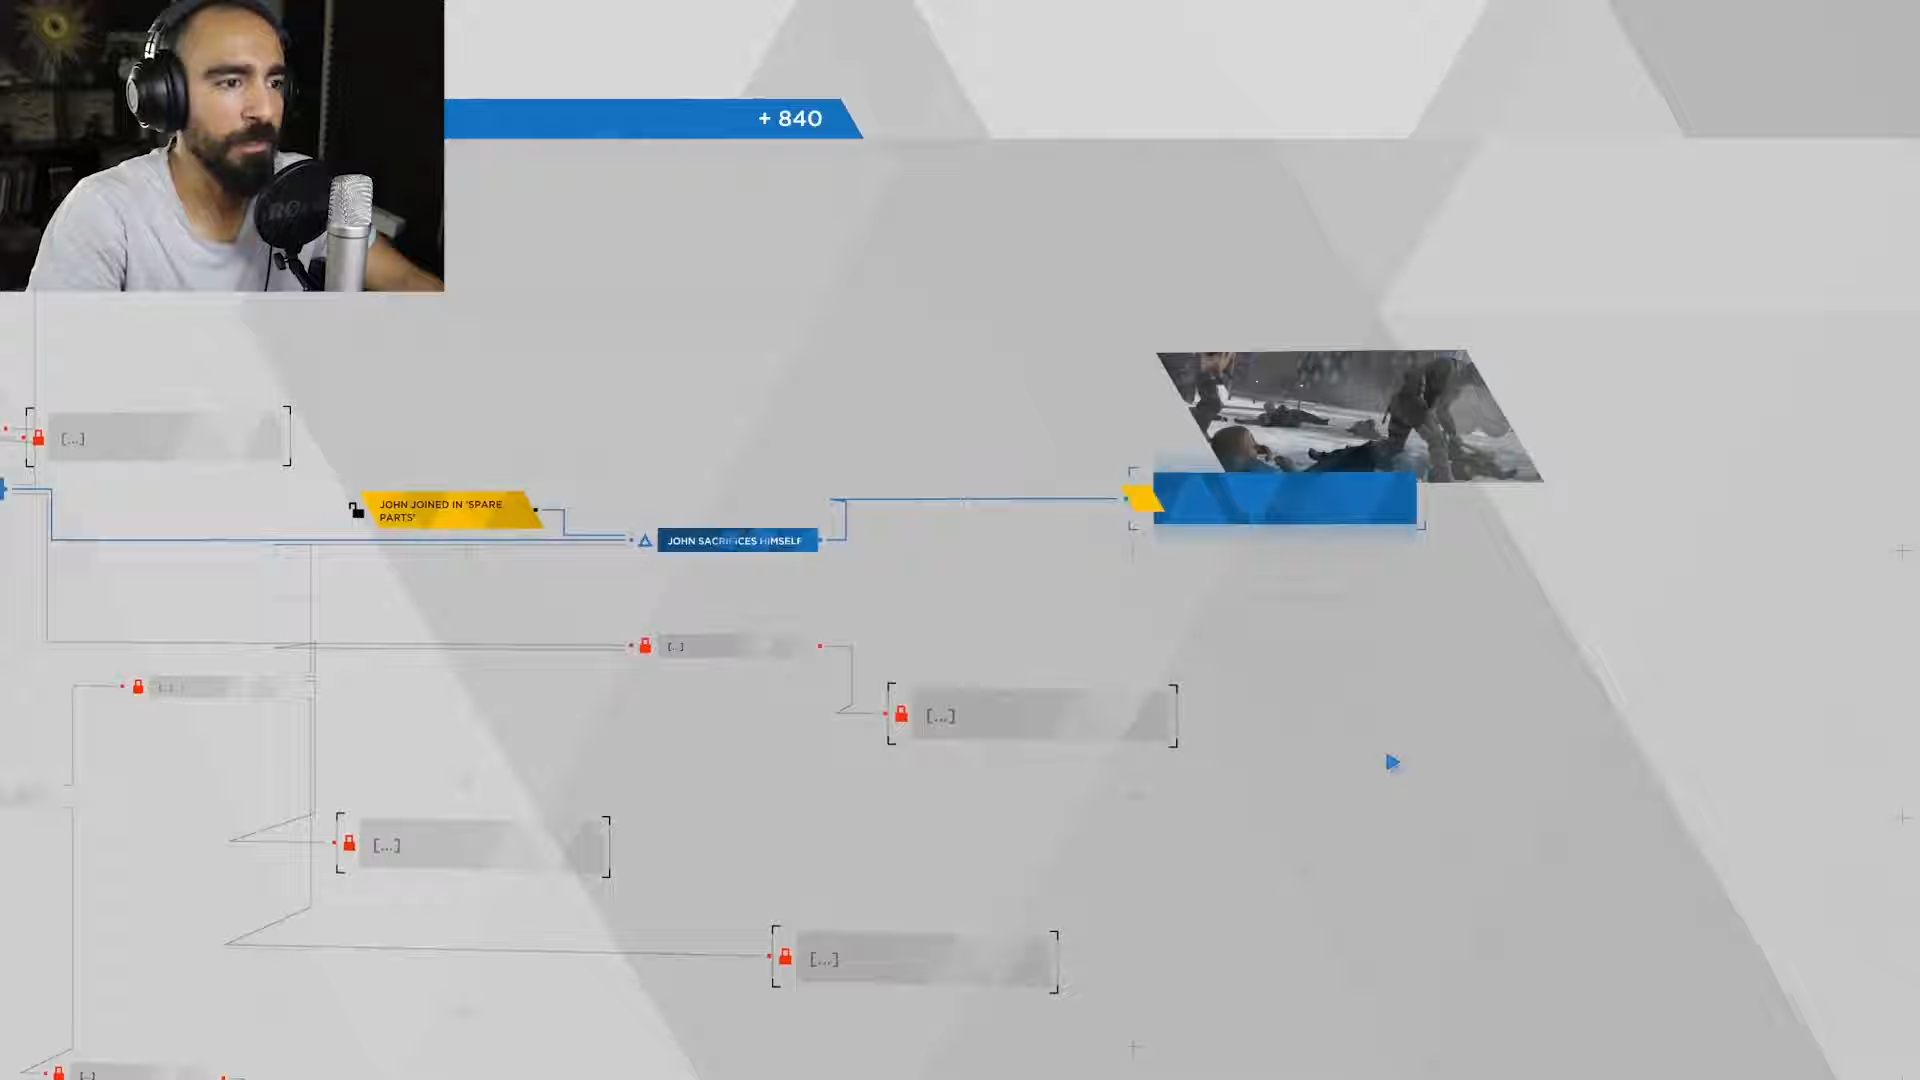 + 840
[...]
JOHN JOINED IN 'SPARE
PARTS'
JOHN SACRIFICES HIMSELF
[...]
[...]
[...]
[...]
[...]